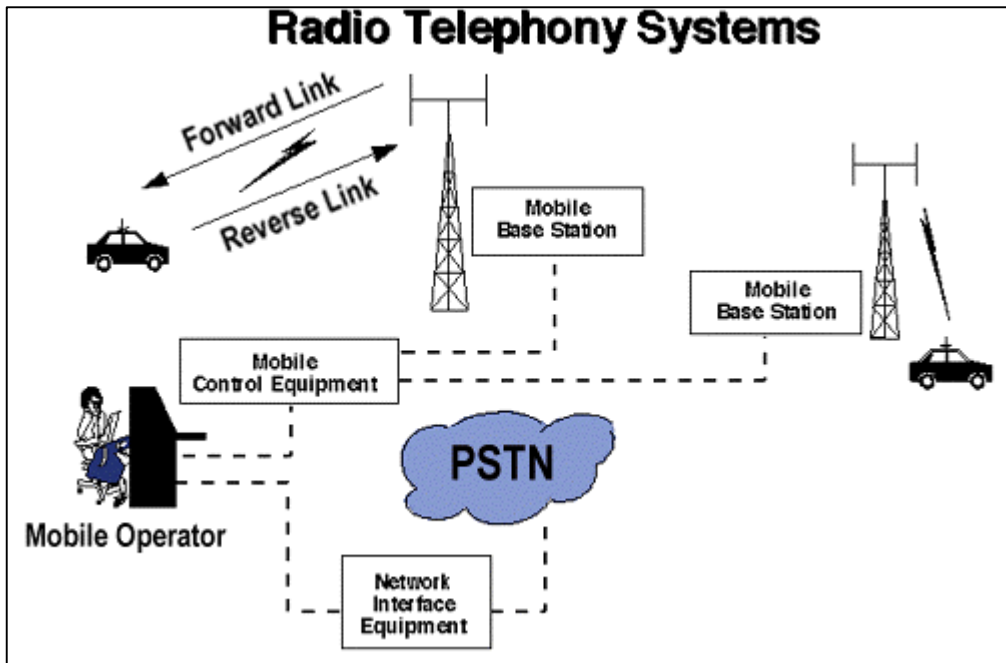 Radio Telephony Systems
Forward Link
Reverse Link
Mobile
Base Station
Mobile
Base Station
Mobile
Control Equipment
PSTN
Mobile Operator
Network
Interface
Equipment